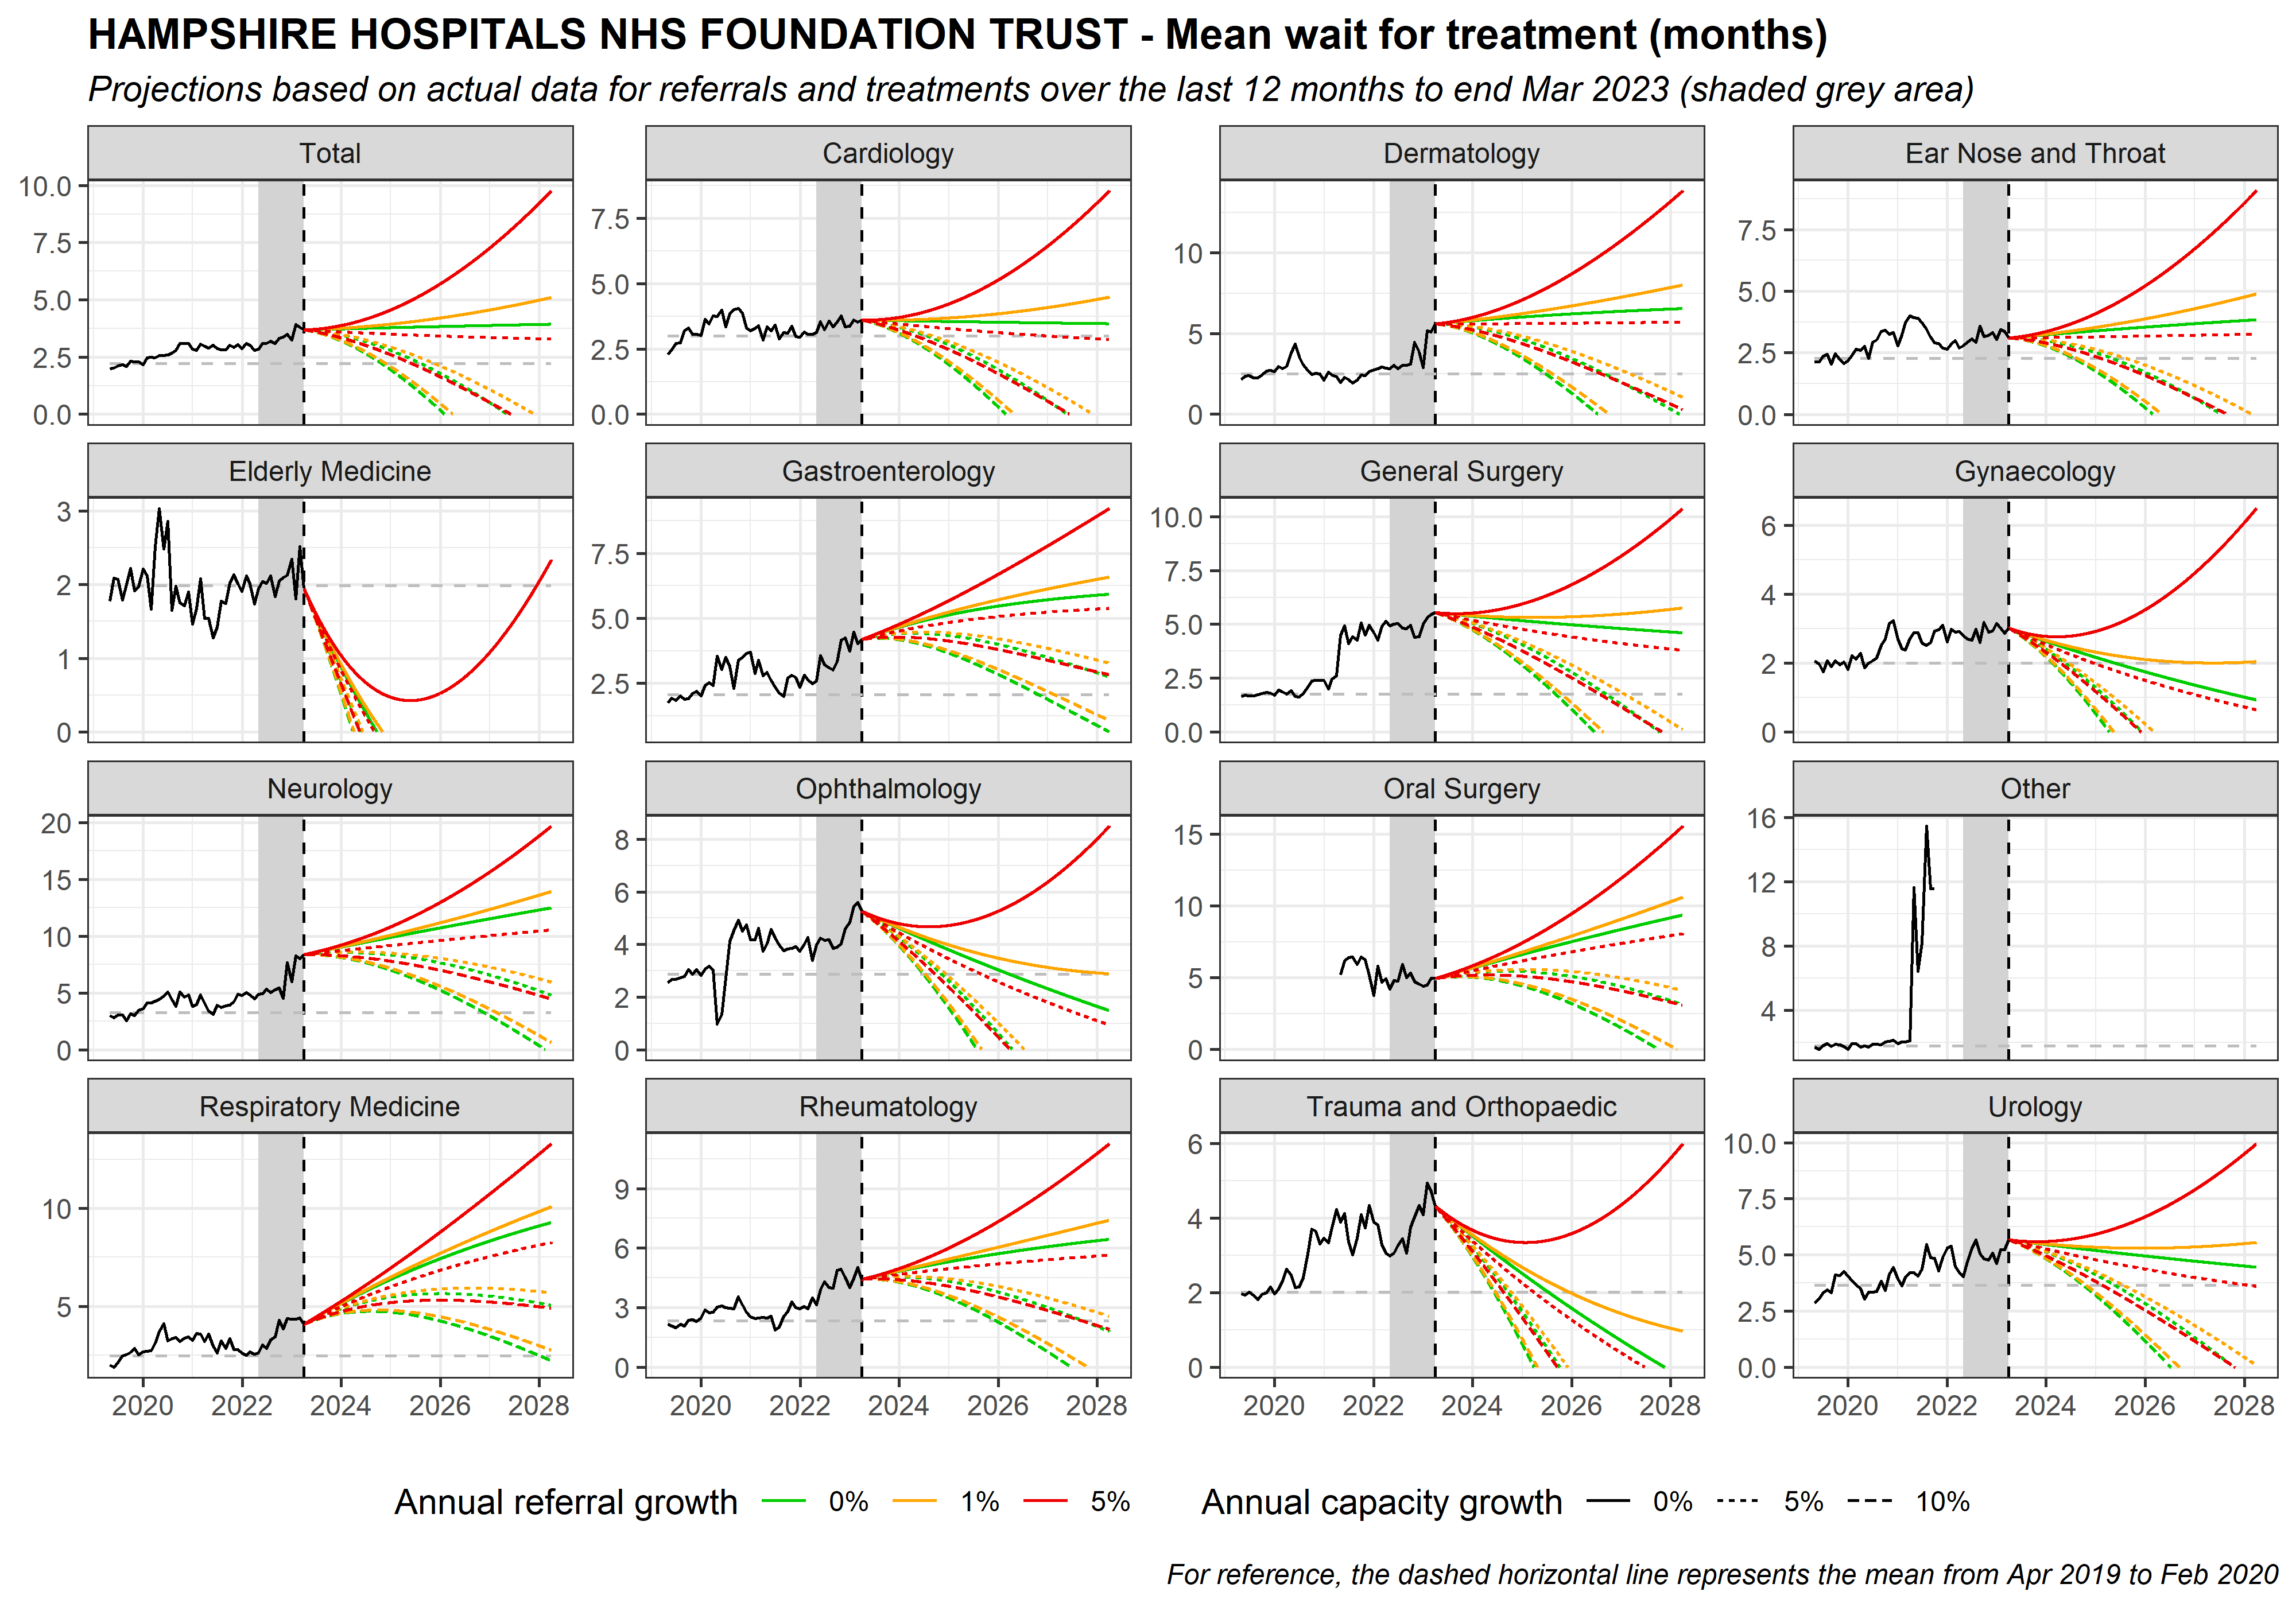 HAMPSHIRE HOSPITALS NHS FOUNDATION TRUST - Mean wait for treatment (months)
Projections based on actual data for referrals and treatments over the last 12 months to end Mar 2023 (shaded grey area)
Total
Cardiology
Dermatology
Ear Nose and Throat
10.0
7.5
5.0
2.5
0.0
7.5
5.0
2.5
0.0
10
5
0
7.5
5.0
2.5
0.0
Elderly Medicine
Gastroenterology
General Surgery
Gynaecology
3
2
1
0
7.5
5.0
2.5
10.0
7.5
5.0
2.5
0.0
6
4
2
0
Neurology
Ophthalmology
Oral Surgery
Other
20
15
10
5
0
8
6
4
2
0
15
10
5
0
16
12
8
4
Respiratory Medicine
Rheumatology
Trauma and Orthopaedic
Urology
10
5
9
6
3
0
6
4
2
0
10.0
7.5
5.0
2.5
0.0
2020 2022 2024 2026 2028
2020 2022 2024 2026 2028
2020 2022 2024 2026 2028
2020 2022 2024 2026 2028
Annual referral growth 0% 1% 5%
Annual capacity growth 0% 5% 10%
For reference, the dashed horizontal line represents the mean from Apr 2019 to Feb 2020